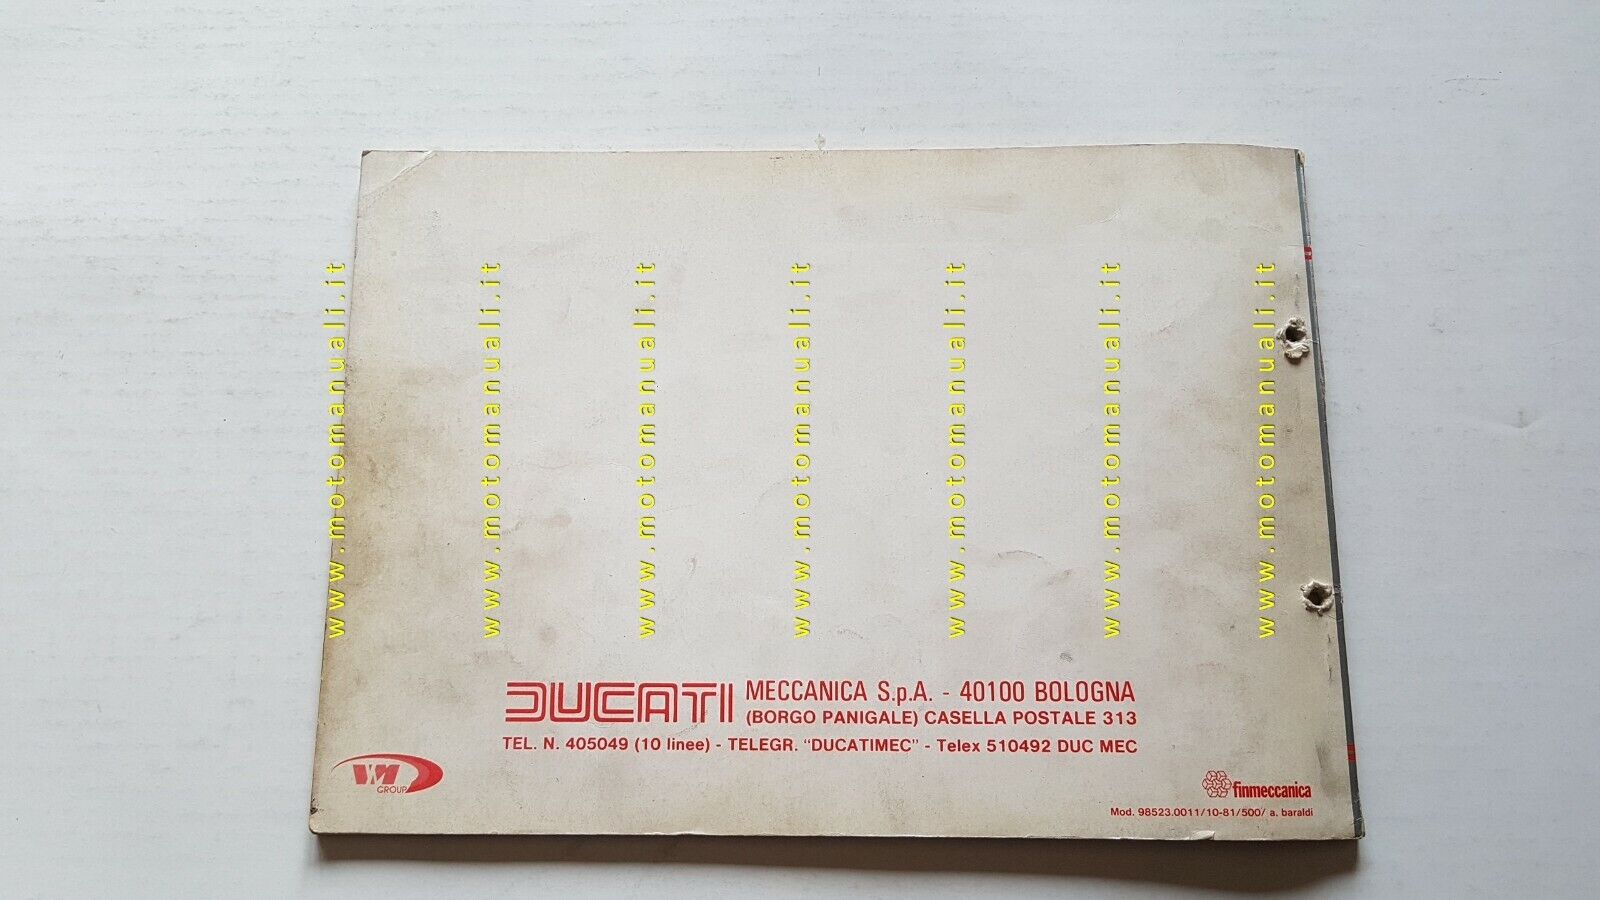 www.motomanuali.it
www.motomanuali.it
www.motomanuali.it
www.motomanuali.it
www.motomanuali.it
www.motomanuali.it
www.motomanuali.it
DUCATI MECCANICA S.p.A. - 40100 BOLOGNA
(BORGO PANIGALE) CASELLA POSTALE 313
TEL. N. 405049 (10 linee) - TELEGR. "DUCATIMEC" - Telex 510492 DUC MEC
VM
GROUP
finmeccanica
Mod. 98523.0011/10-81/500/ a. baraldi